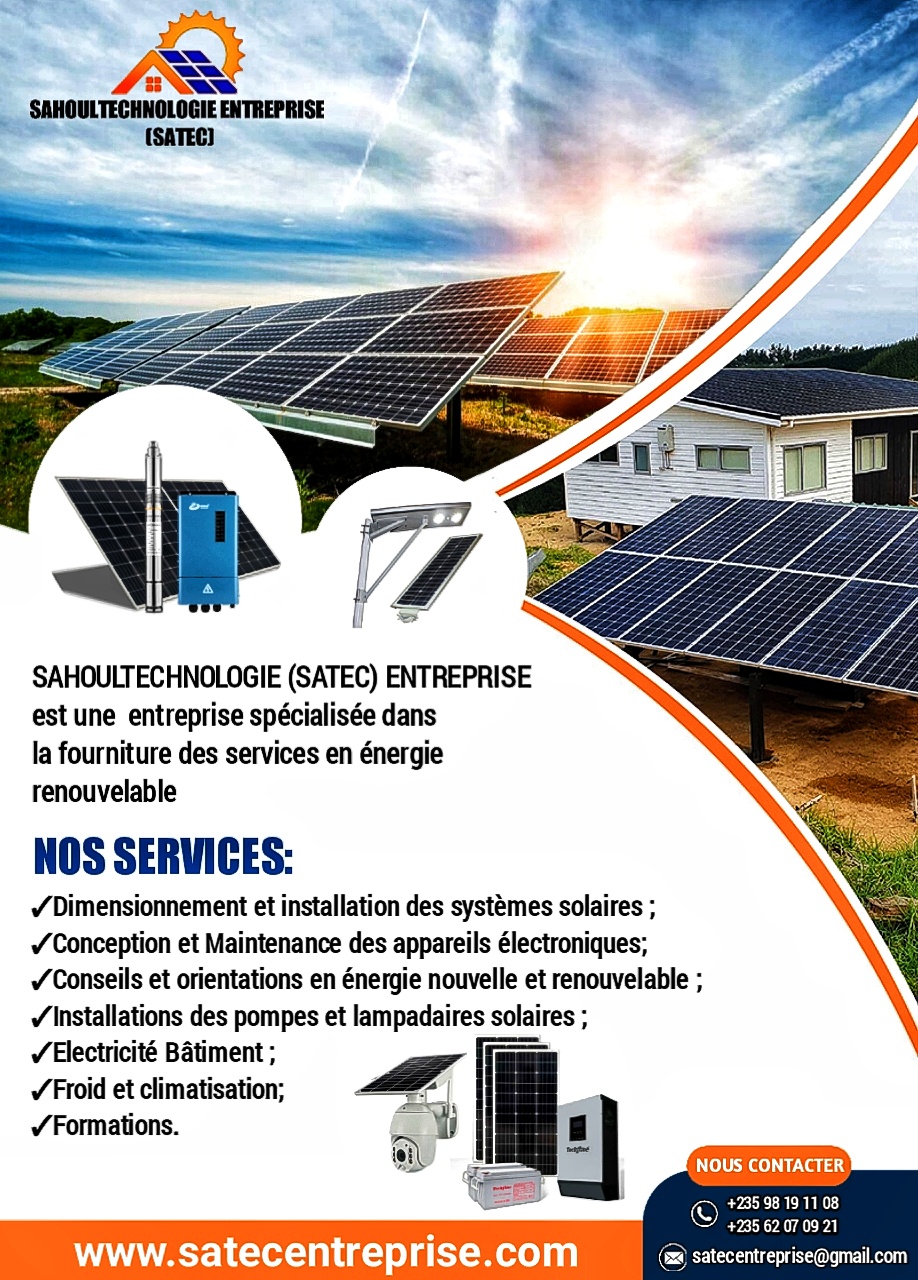 SAHOULTECHNOLOGIE ENTREPRISE
(SATEC)
SAHOULTECHNOLOGIE (SATEC) ENTREPRISE
est une entreprise spécialisée dans
la fourniture des services en énergie
renouvelable
NOS SERVICES:
✓Dimensionnement et installation des systèmes solaires ;
✓Conception et Maintenance des appareils électroniques;
✓Conseils et orientations en énergie nouvelle et renouvelable ;
✓Installations des pompes et lampadaires solaires ;
✓Electricité Bâtiment ;
✓Froid et climatisation;
✓Formations.
NOUS CONTACTER
+235 98 19 11 08
+235 62 07 09 21
satecentreprise@gmail.com
www.satecentreprise.com